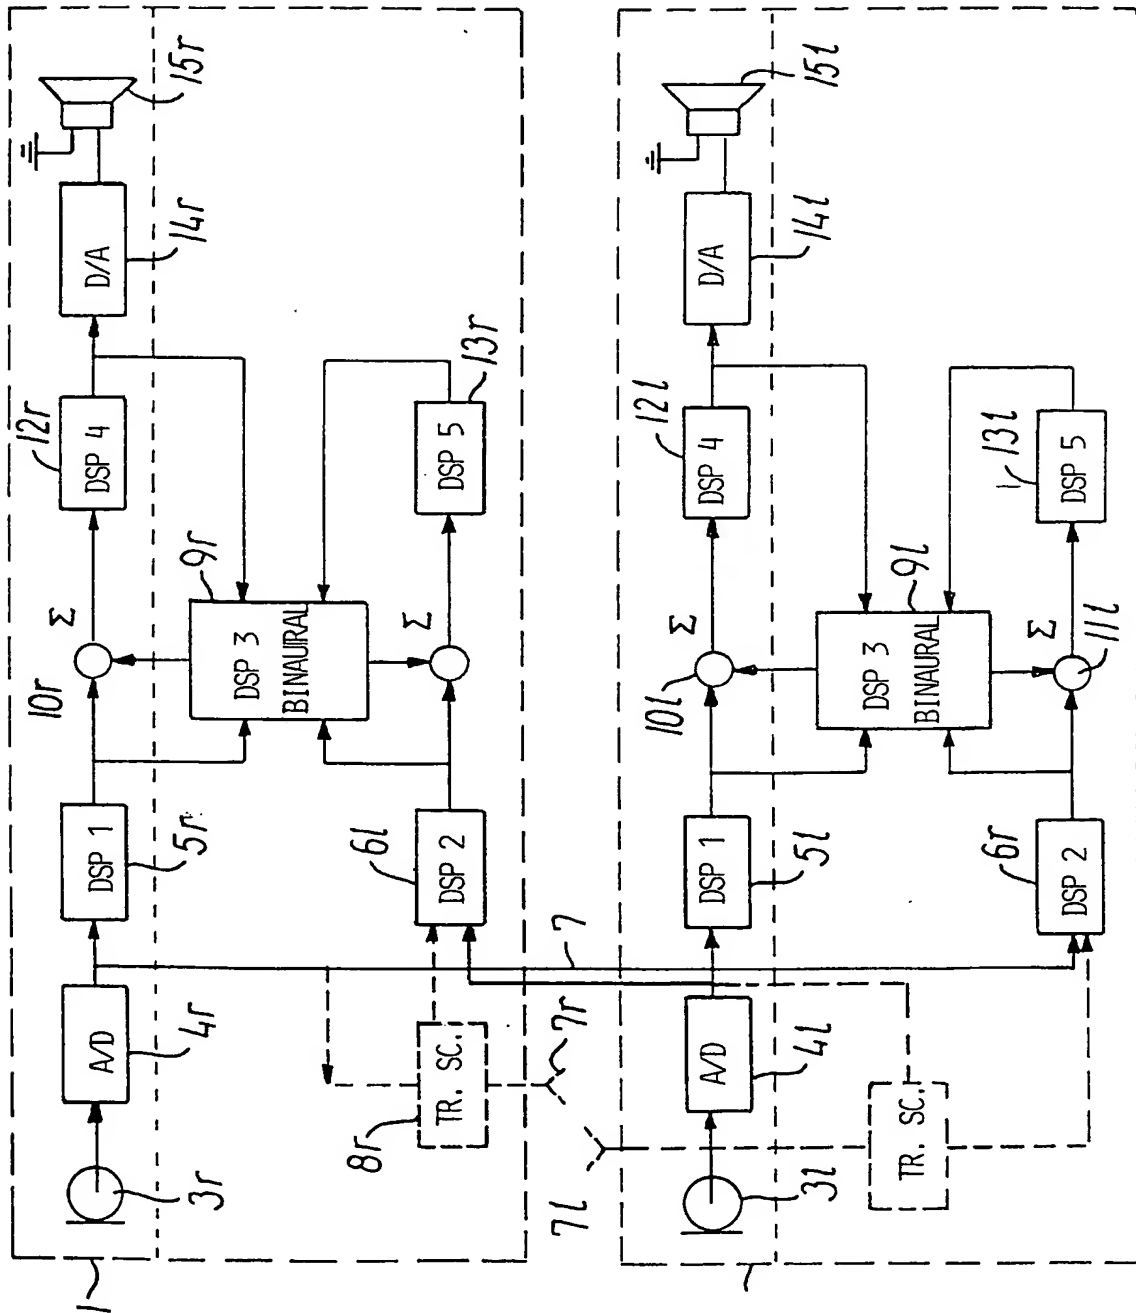 1
3r
A/D
4r
DSP 1
5r
10r
Σ
DSP 4
12r
D/A
14r
15r
8r
TR. SC.
7r
7
DSP 2
6l
DSP 3
BINAURAL
9r
Σ
DSP 5
13r
7l
3l
A/D
4l
DSP 1
5l
10l
Σ
DSP 4
12l
D/A
14l
15l
TR. SC.
DSP 2
6r
DSP 3
BINAURAL
9l
Σ
11l
DSP 5
13l